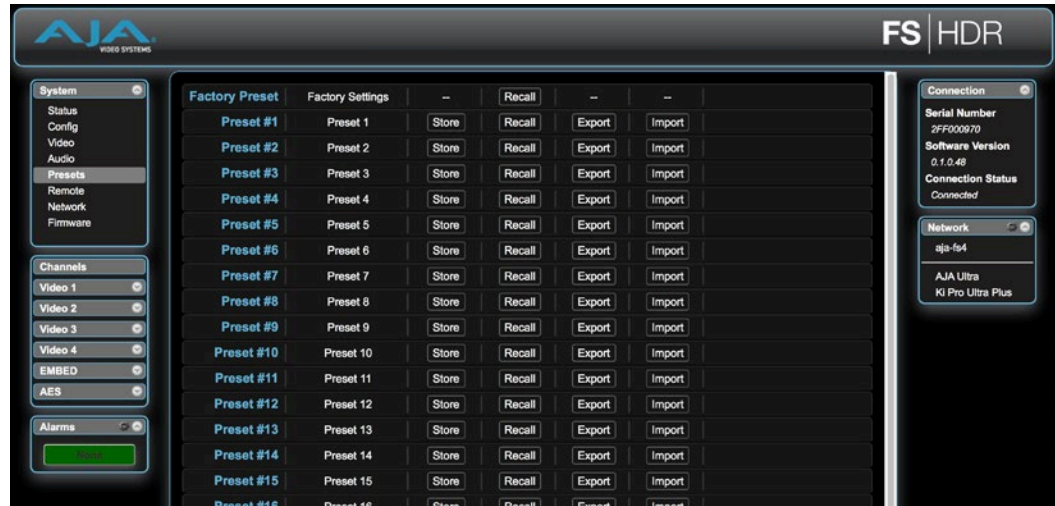 AJA
VIDEO SYSTEMS
FS HDR
System
Status
Config
Video
Audio
Presets
Remote
Network
Firmware
Channels
Video 1
Video 2
Video 3
Video 4
EMBED
AES
Alarms
None
Factory Preset Factory Settings -- Recall -- --
Preset #1 Preset 1 Store Recall Export Import
Preset #2 Preset 2 Store Recall Export Import
Preset #3 Preset 3 Store Recall Export Import
Preset #4 Preset 4 Store Recall Export Import
Preset #5 Preset 5 Store Recall Export Import
Preset #6 Preset 6 Store Recall Export Import
Preset #7 Preset 7 Store Recall Export Import
Preset #8 Preset 8 Store Recall Export Import
Preset #9 Preset 9 Store Recall Export Import
Preset #10 Preset 10 Store Recall Export Import
Preset #11 Preset 11 Store Recall Export Import
Preset #12 Preset 12 Store Recall Export Import
Preset #13 Preset 13 Store Recall Export Import
Preset #14 Preset 14 Store Recall Export Import
Preset #15 Preset 15 Store Recall Export Import
Preset #16 Preset 16 Store Recall Export Import
Connection
Serial Number
2FF000970
Software Version
0.1.0.48
Connection Status
Connected
Network
aja-fs4
AJA Ultra
Ki Pro Ultra Plus